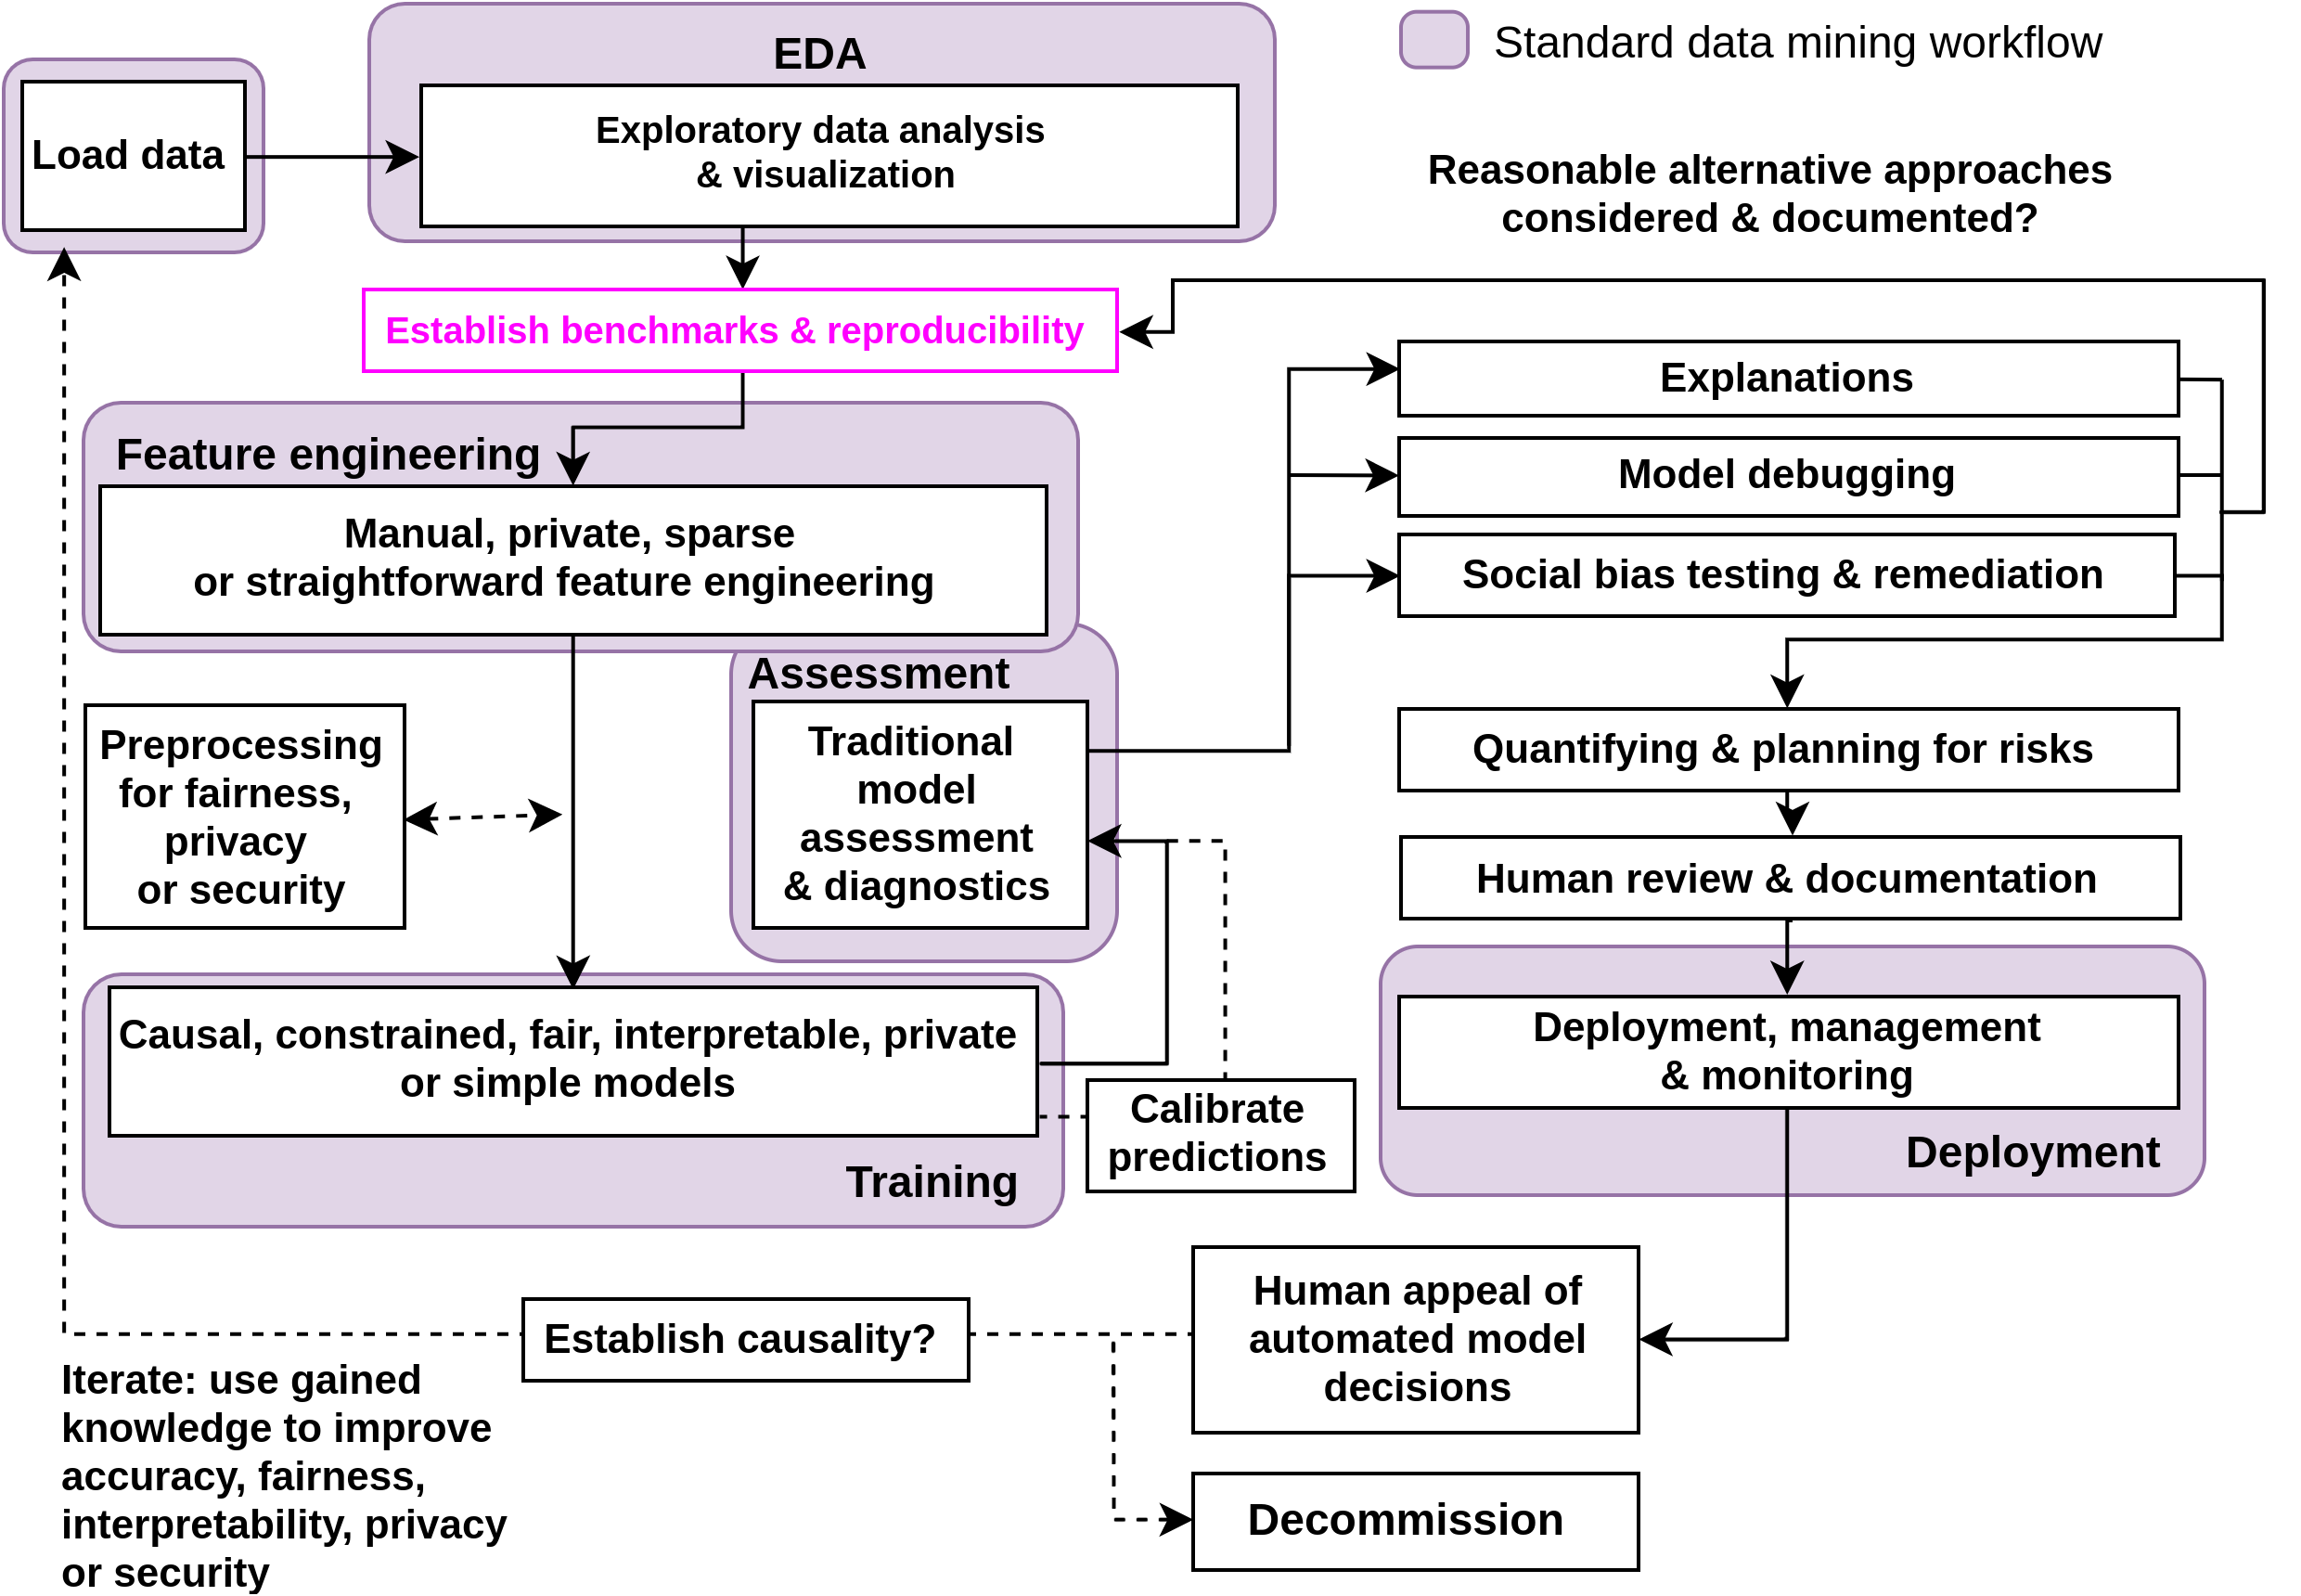 EDA
Standard data mining workflow
Load data
Exploratory data analysis
& visualization
Reasonable alternative approaches
considered & documented?
Establish benchmarks & reproducibility
Explanations
Feature engineering
Model debugging
Manual, private, sparse
or straightforward feature engineering
Social bias testing & remediation
Assessment
Preprocessing
for fairness,
privacy
or security
Traditional
model
assessment
& diagnostics
Quantifying & planning for risks
Human review & documentation
Causal, constrained, fair, interpretable, private
or simple models
Training
Calibrate
predictions
Deployment, management
& monitoring
Deployment
Establish causality?
Human appeal of
automated model
decisions
Iterate: use gained
knowledge to improve
accuracy, fairness,
interpretability, privacy
or security
Decommission